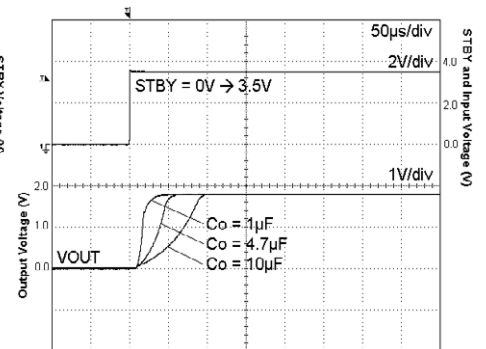 50µs/div
2V/div
4.0
STBY = 0V → 3.5V
2.0
0.0
STBY and Input Voltage (V)
1V/div
2.0
1.0
0.0
Output Voltage (V)
VOUT
Co = 1µF
Co = 4.7µF
Co = 10µF